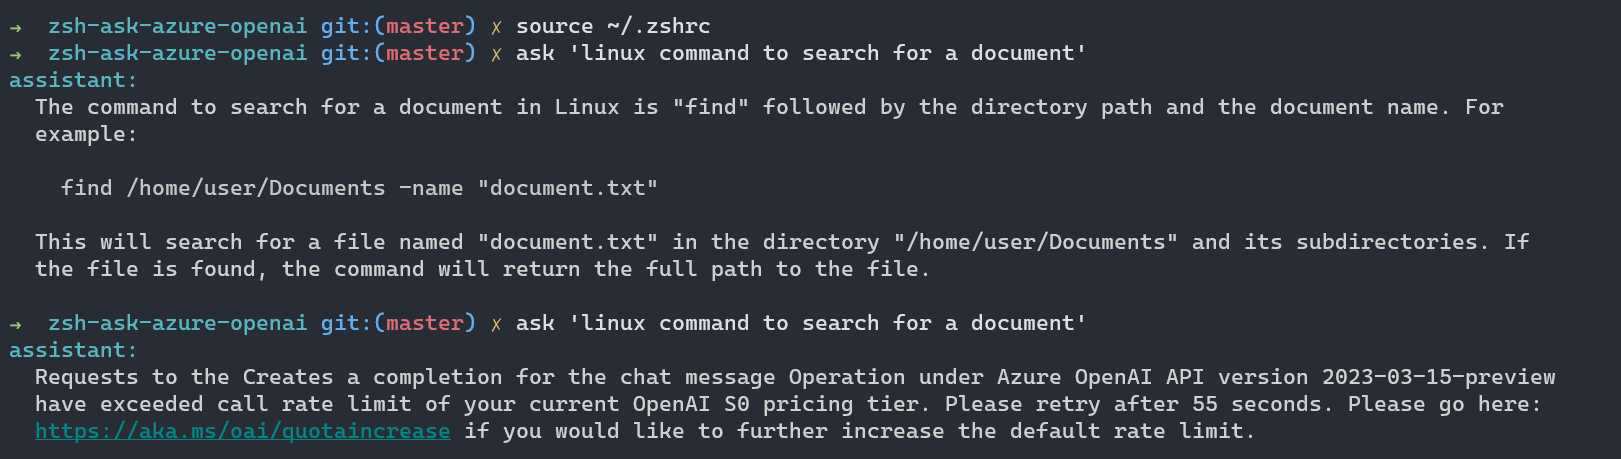 → zsh-ask-azure-openai git:(master) ✗ source ~/.zshrc
→ zsh-ask-azure-openai git:(master) ✗ ask 'linux command to search for a document'
assistant:
The command to search for a document in Linux is "find" followed by the directory path and the document name. For
example:
find /home/user/Documents -name "document.txt"
This will search for a file named "document.txt" in the directory "/home/user/Documents" and its subdirectories. If
the file is found, the command will return the full path to the file.
→ zsh-ask-azure-openai git:(master) ✗ ask 'linux command to search for a document'
assistant:
Requests to the Creates a completion for the chat message Operation under Azure OpenAI API version 2023-03-15-preview
have exceeded call rate limit of your current OpenAI S0 pricing tier. Please retry after 55 seconds. Please go here:
https://aka.ms/oai/quotaincrease if you would like to further increase the default rate limit.